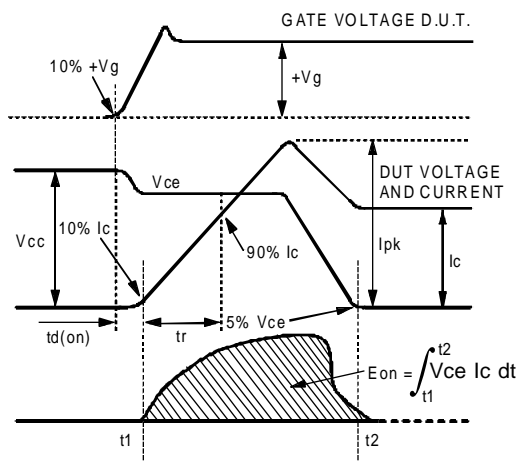 GATE VOLTAGE D.U.T.
10% +Vg
+Vg
Vce
DUT VOLTAGE
AND CURRENT
Vcc
10% Ic
90% Ic
Ipk
Ic
td(on)
tr
5% Vce
Eon = ∫ Vce Ic dt
t2
t1
t1
t2